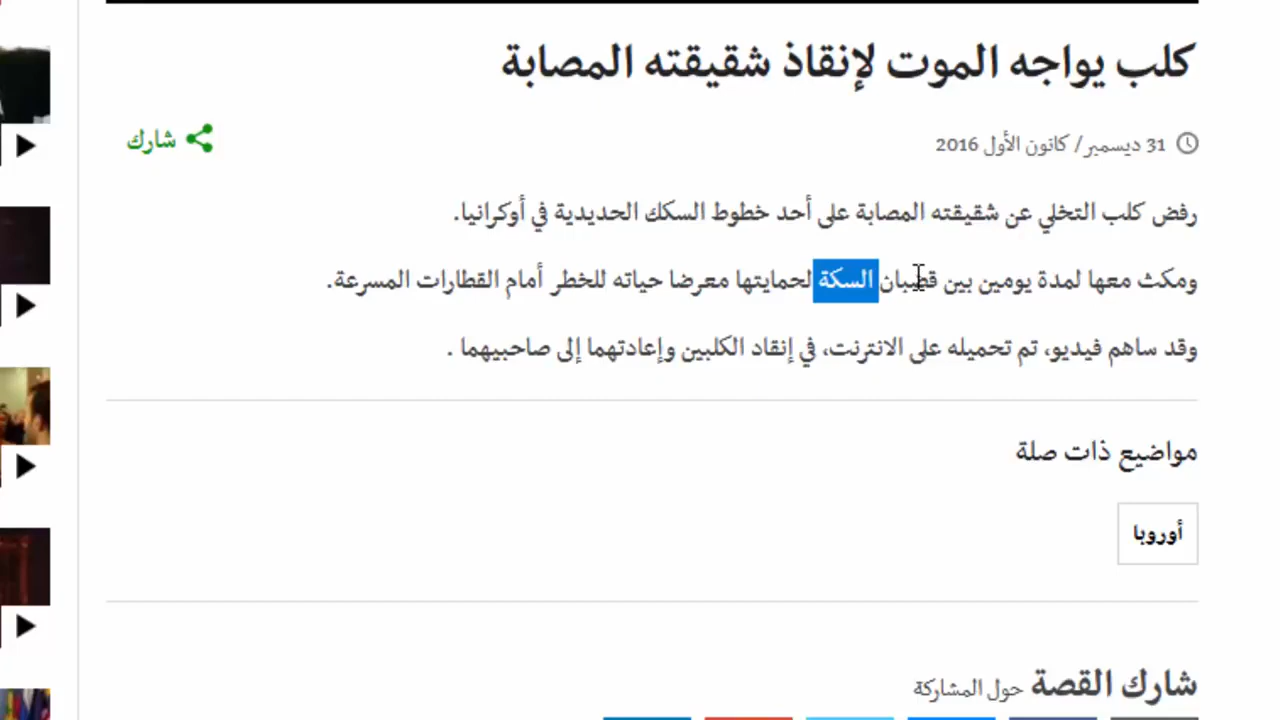 كلب يواجه الموت لإنقاذ شقيقته المصابة
31 ديسمبر/ كانون الأول 2016
شارك
رفض كلب التخلي عن شقيقته المصابة على أحد خطوط السكك الحديدية في أوكرانيا.
ومكث معها لمدة يومين بين قضبان السكة لحمايتها معرضا حياته للخطر أمام القطارات المسرعة.
وقد ساهم فيديو، تم تحميله على الانترنت، في إنقاد الكلبين وإعادتهما إلى صاحبيهما .
مواضيع ذات صلة
أوروبا
شارك القصة حول المشاركة